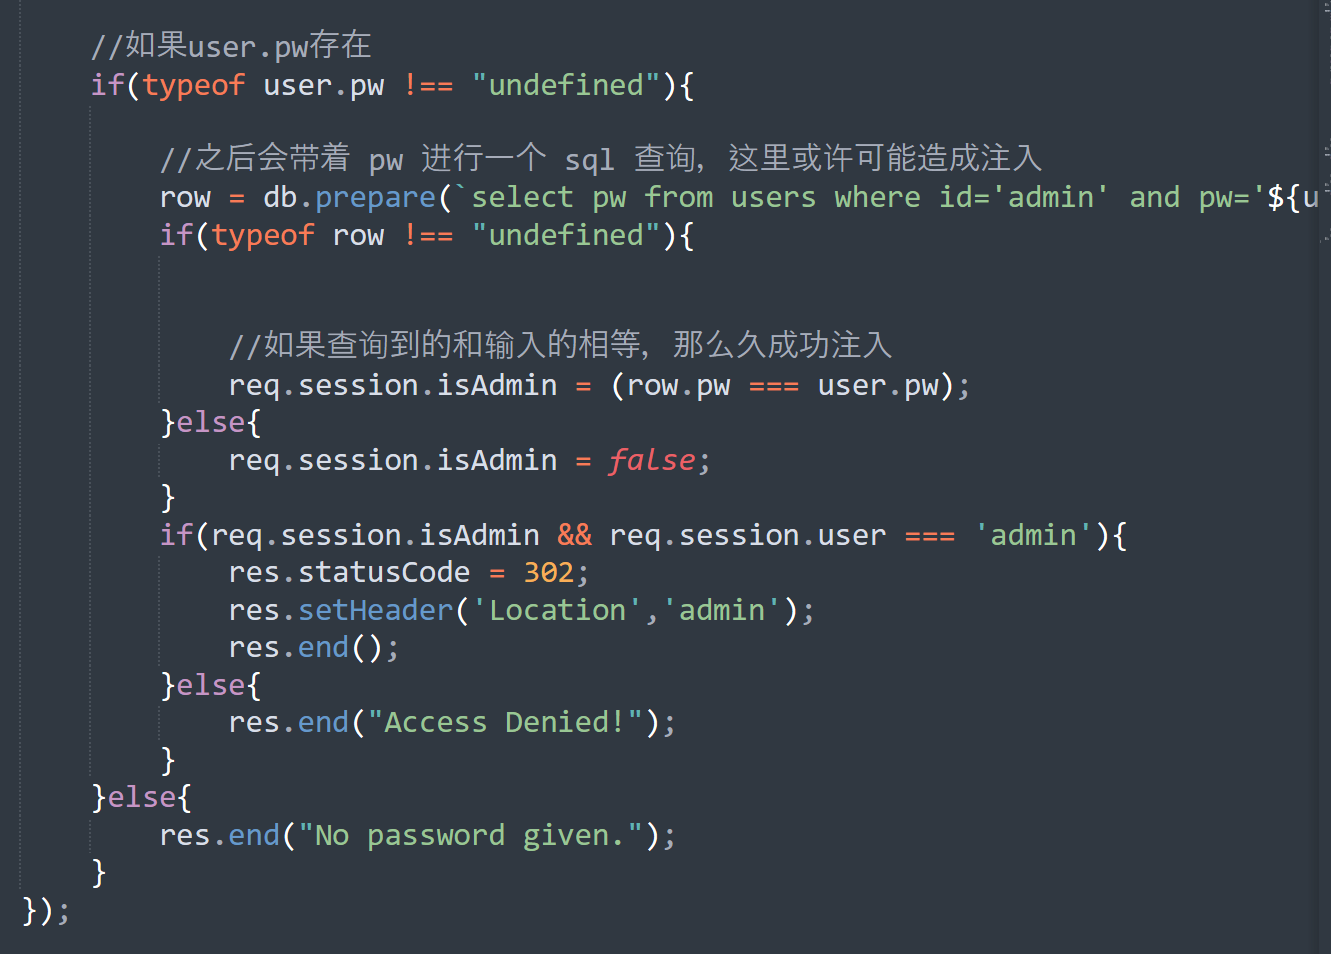 //如果user.pw存在
if(typeof user.pw !== "undefined"){
//之后会带着 pw 进行一个 sql 查询，这里或许可能造成注入
row = db.prepare(`select pw from users where id='admin' and pw='${u
if(typeof row !== "undefined"){
//如果查询到的和输入的相等，那么久成功注入
req.session.isAdmin = (row.pw === user.pw);
}else{
req.session.isAdmin = false;
}
if(req.session.isAdmin && req.session.user === 'admin'){
res.statusCode = 302;
res.setHeader('Location','admin');
res.end();
}else{
res.end("Access Denied!");
}
}else{
res.end("No password given.");
}
});